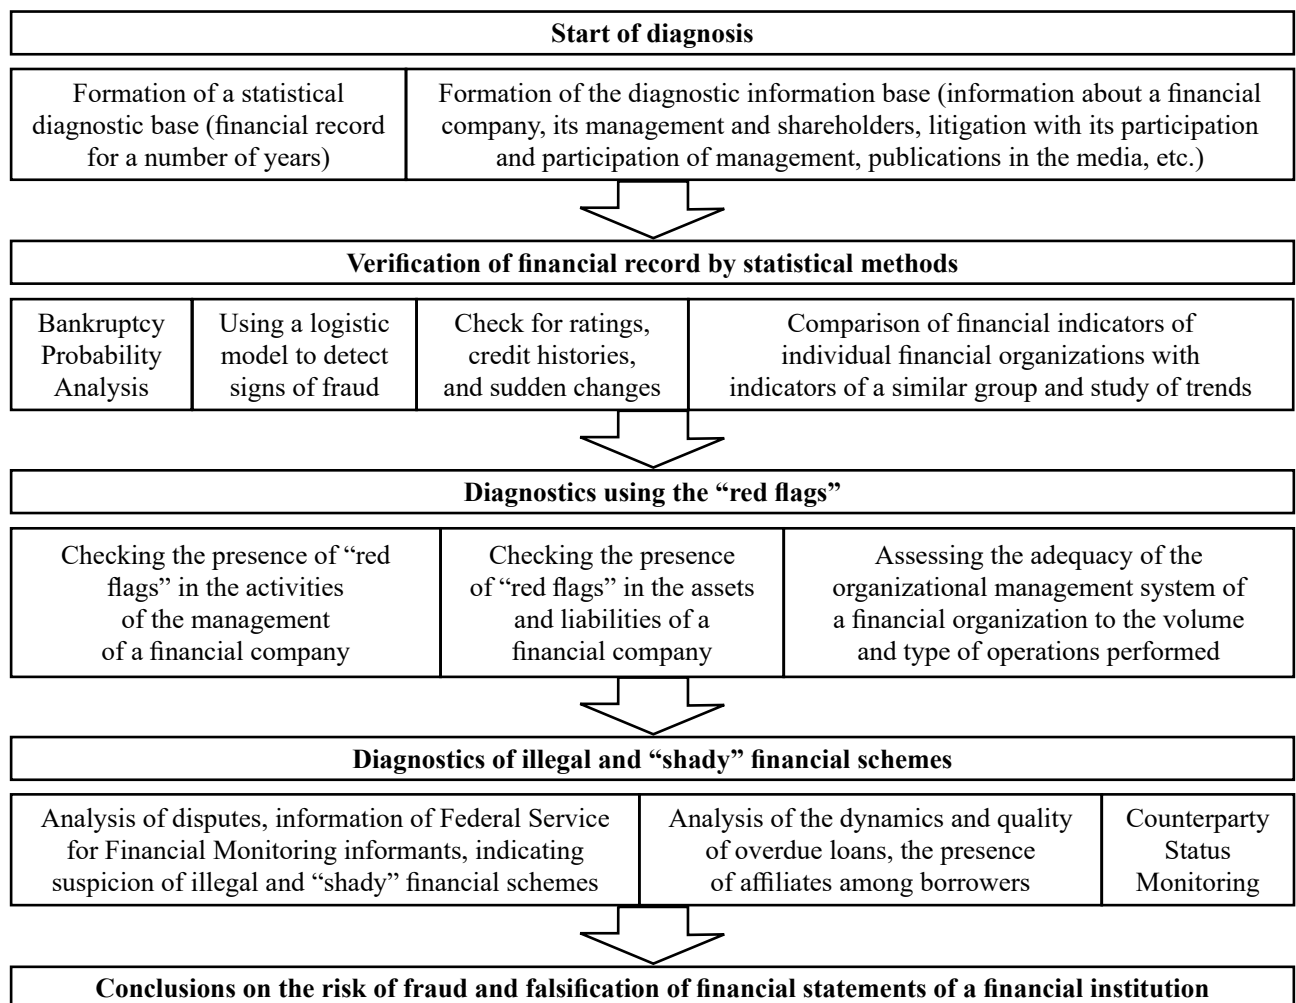 Start of diagnosis
Formation of a statistical
diagnostic base (financial record
for a number of years)
Formation of the diagnostic information base (information about a financial
company, its management and shareholders, litigation with its participation
and participation of management, publications in the media, etc.)
Verification of financial record by statistical methods
Bankruptcy
Probability
Analysis
Using a logistic
model to detect
signs of fraud
Check for ratings,
credit histories,
and sudden changes
Comparison of financial indicators of
individual financial organizations with
indicators of a similar group and study of trends
Diagnostics using the “red flags”
Checking the presence of “red
flags” in the activities
of the management
of a financial company
Checking the presence
of “red flags” in the assets
and liabilities of a
financial company
Assessing the adequacy of the
organizational management system of
a financial organization to the volume
and type of operations performed
Diagnostics of illegal and “shady” financial schemes
Analysis of disputes, information of Federal Service
for Financial Monitoring informants, indicating
suspicion of illegal and “shady” financial schemes
Analysis of the dynamics and quality
of overdue loans, the presence
of affiliates among borrowers
Counterparty
Status
Monitoring
Conclusions on the risk of fraud and falsification of financial statements of a financial institution